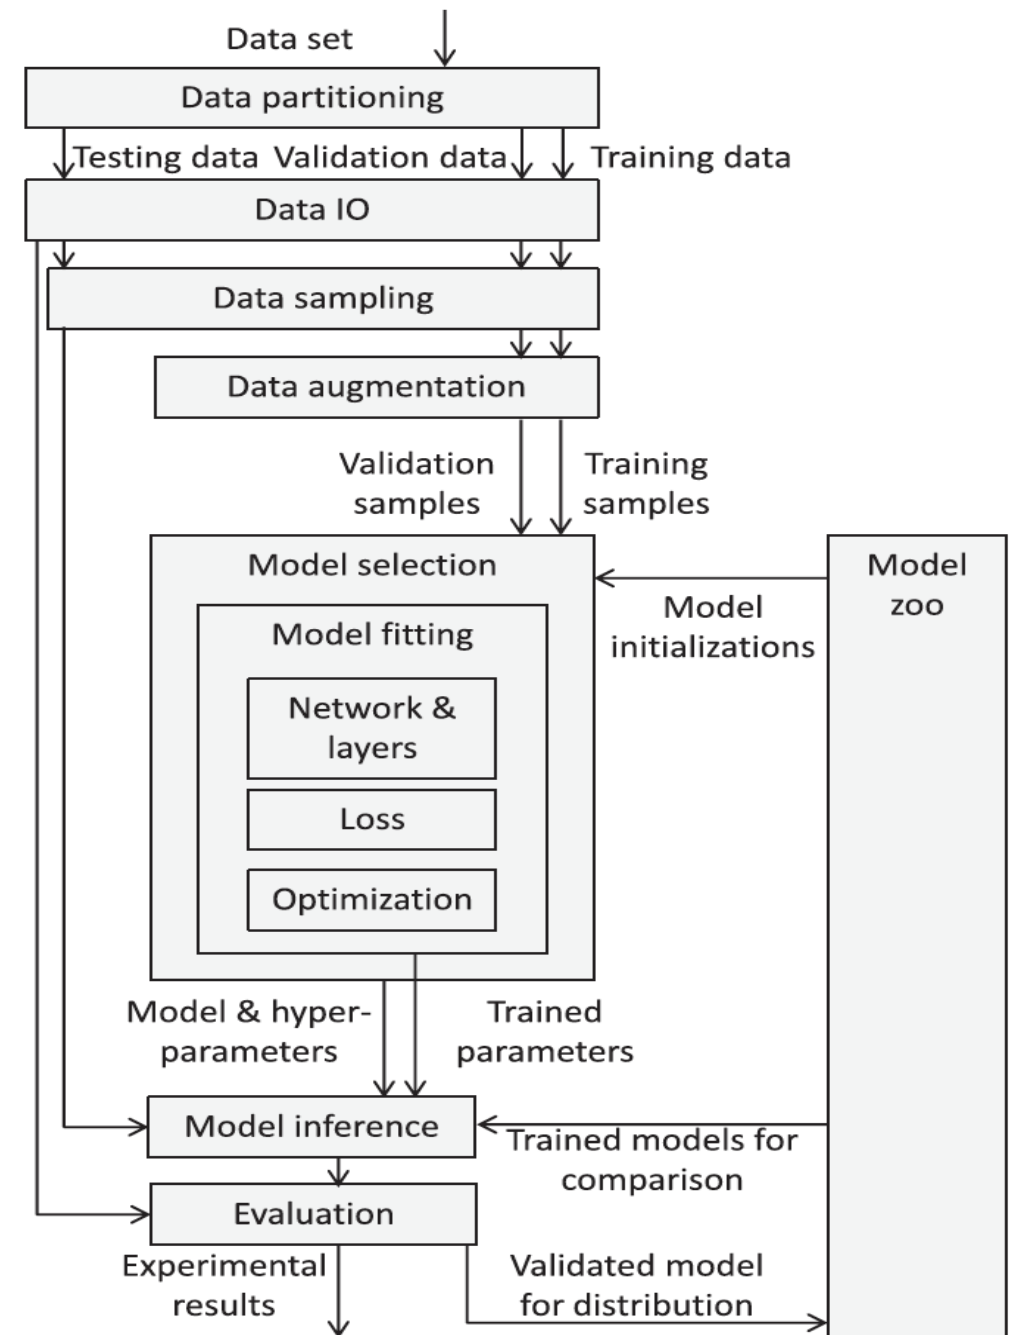 Data set
Data partitioning
Testing data
Validation data
Training data
Data IO
Data sampling
Data augmentation
Validation
samples
Training
samples
Model selection
Model
zoo
Model fitting
Model
initializations
Network &
layers
Loss
Optimization
Model & hyper-
parameters
Trained
parameters
Model inference
Trained models for
comparison
Evaluation
Experimental
results
Validated model
for distribution